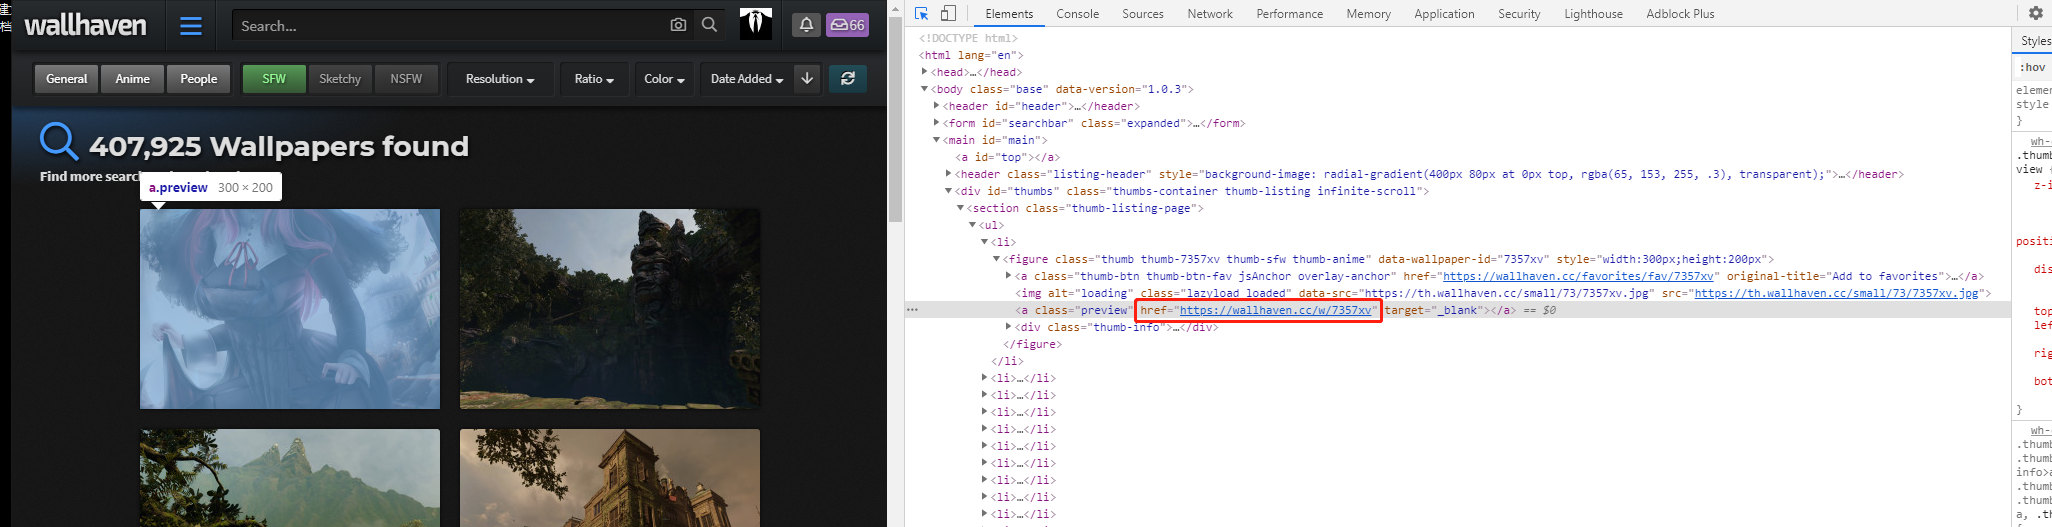 建
档
wallhaven
Search...
66
General Anime People SFW Sketchy NSFW Resolution Ratio Color Date Added
407,925 Wallpapers found
Find more searc
a.preview 300 × 200
Elements Console Sources Network Performance Memory Application Security Lighthouse Adblock Plus
<!DOCTYPE html>
<html lang="en">
<head>…</head>
<body class="base" data-version="1.0.3">
<header id="header">…</header>
<form id="searchbar" class="expanded">…</form>
<main id="main">
<a id="top"></a>
<header class="listing-header" style="background-image: radial-gradient(400px 80px at 0px top, rgba(65, 153, 255, .3), transparent);">…</header>
<div id="thumbs" class="thumbs-container thumb-listing infinite-scroll">
<section class="thumb-listing-page">
<ul>
<li>
<figure class="thumb thumb-7357xv thumb-sfw thumb-anime" data-wallpaper-id="7357xv" style="width:300px;height:200px">
<a class="thumb-btn thumb-btn-fav jsAnchor overlay-anchor" href="https://wallhaven.cc/favorites/fav/7357xv" original-title="Add to favorites">…</a>
<img alt="loading" class="lazyload loaded" data-src="https://th.wallhaven.cc/small/73/7357xv.jpg" src="https://th.wallhaven.cc/small/73/7357xv.jpg">
… <a class="preview" href="https://wallhaven.cc/w/7357xv" target="_blank"></a> == $0
<div class="thumb-info">…</div>
</figure>
</li>
<li>…</li>
<li>…</li>
<li>…</li>
<li>…</li>
<li>…</li>
<li>…</li>
<li>…</li>
<li>…</li>
<li>…</li>
Styles
:hov
elemen
style
}
wh-
.thumb
view {
z-i
positi
dis
top
lef
rig
bot
}
wh-
.thumb
.thumb
info>a
.thumb
.thumb
a, .th